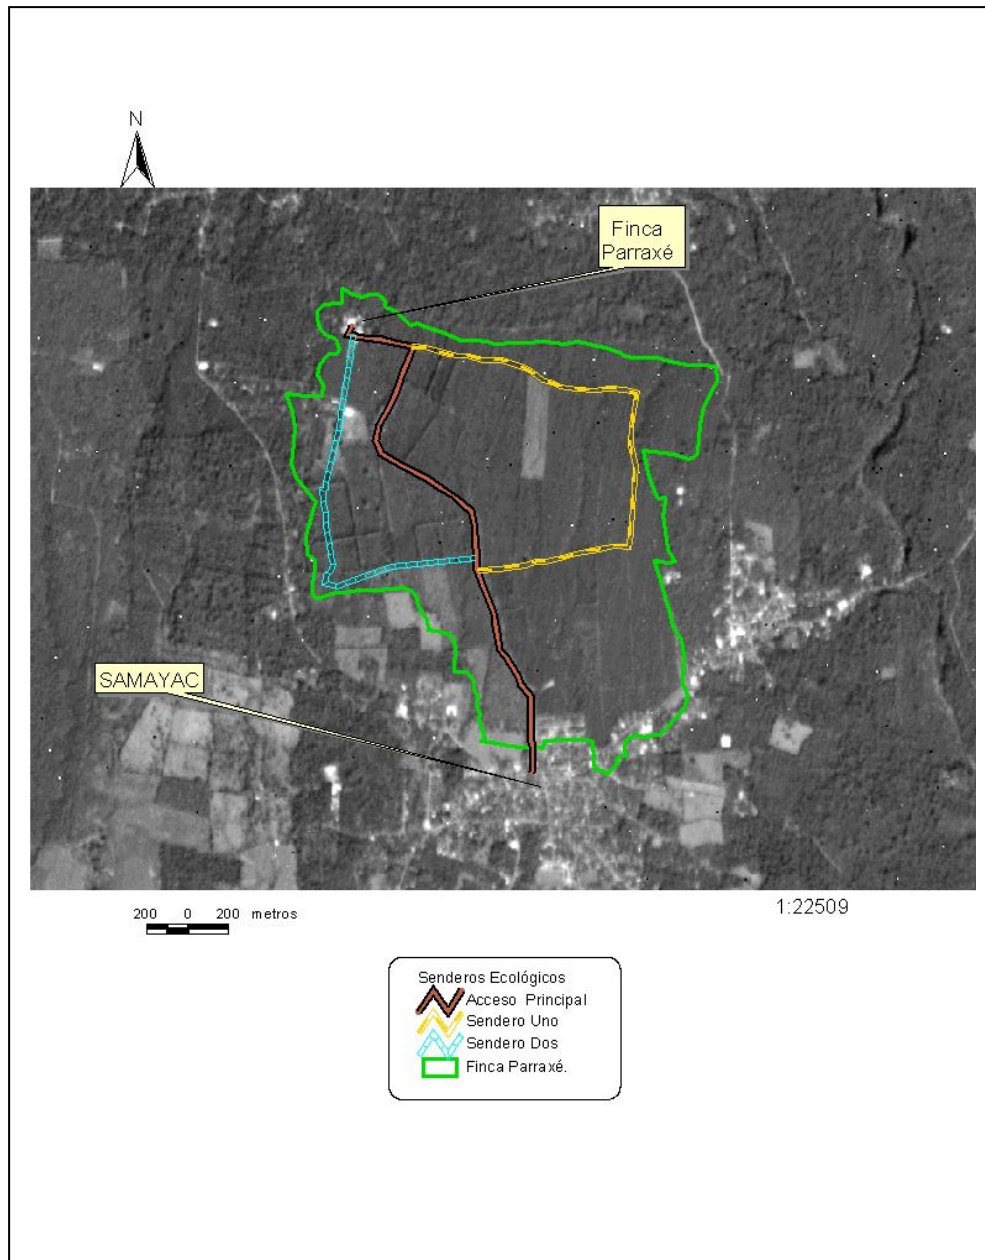 N
Finca
Parraxé
SAMAYAC
200 0 200 metros
1:22509
Senderos Ecológicos
Acceso Principal
Sendero Uno
Sendero Dos
Finca Parraxé.